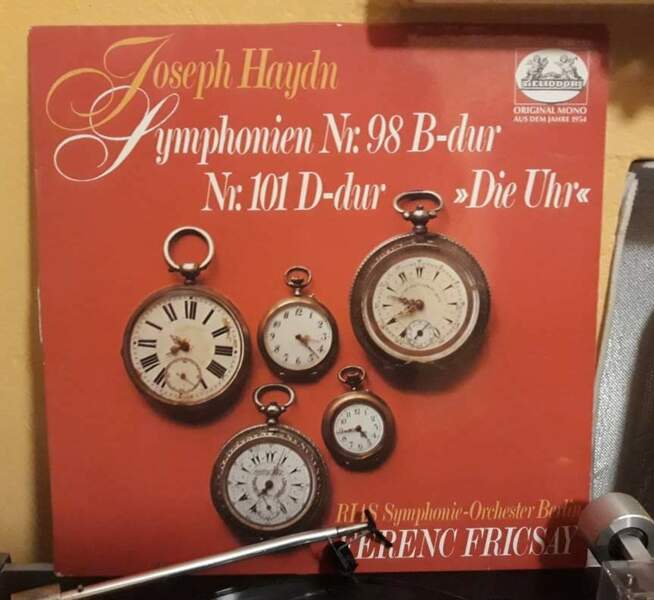 Joseph Haydn
Symphonien Nr. 98 B-dur
Nr. 101 D-dur »Die Uhr«
HELIODOR
ORIGINAL MONO
AUS DEM JAHRE 1954
RIAS Symphonie-Orchester Berlin
FERENC FRICSAY